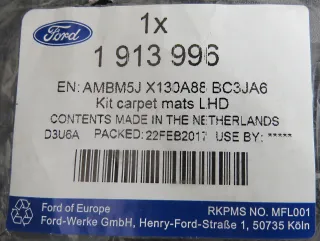 1x
Ford
1 913 996
EN: AMBM5J X130A88 BC3JA6
Kit carpet mats LHD
CONTENTS MADE IN THE NETHERLANDS
D3U6A PACKED: 22FEB2017 USE BY: *****
Ford of Europe RKPMS NO. MFL001
Ford-Werke GmbH, Henry-Ford-Straße 1, 50735 Köln